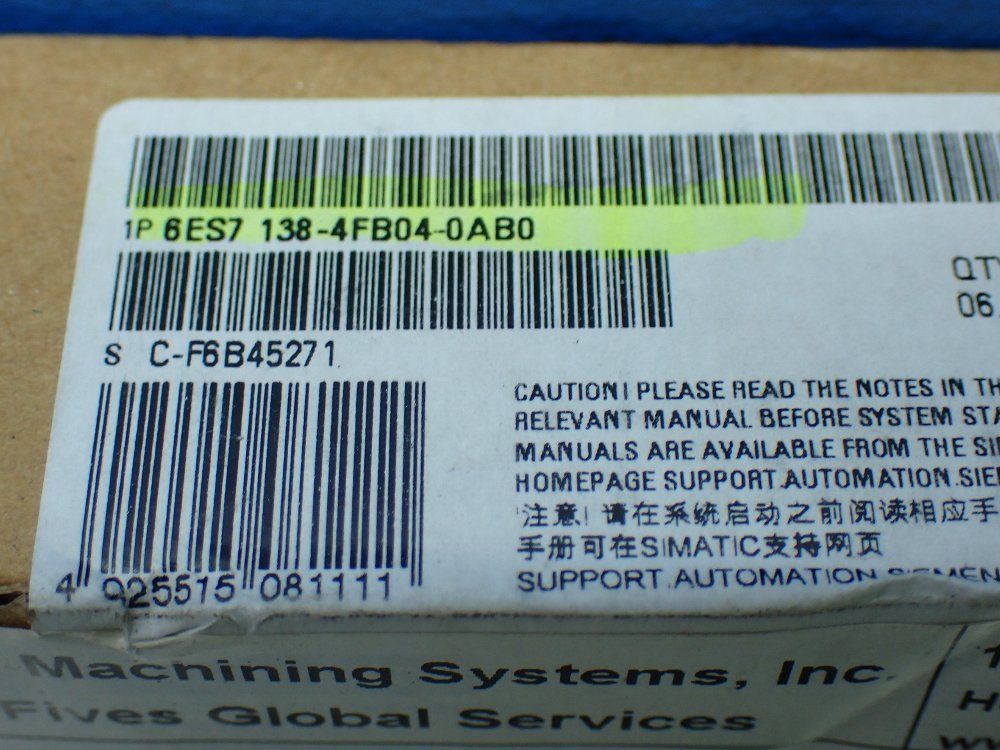 1P 6ES7 138-4FB04-0AB0
QTY
06.
S C-F6B45271
CAUTION! PLEASE READ THE NOTES IN TH
RELEVANT MANUAL BEFORE SYSTEM STA
MANUALS ARE AVAILABLE FROM THE SIE
HOMEPAGE SUPPORT.AUTOMATION.SIEM
注意! 请在系统启动之前阅读相应手
手册可在SIMATIC支持网页
SUPPORT.AUTOMATION.SIEMEN
4 025515 081111
Machining Systems, Inc.
Fives Global Services